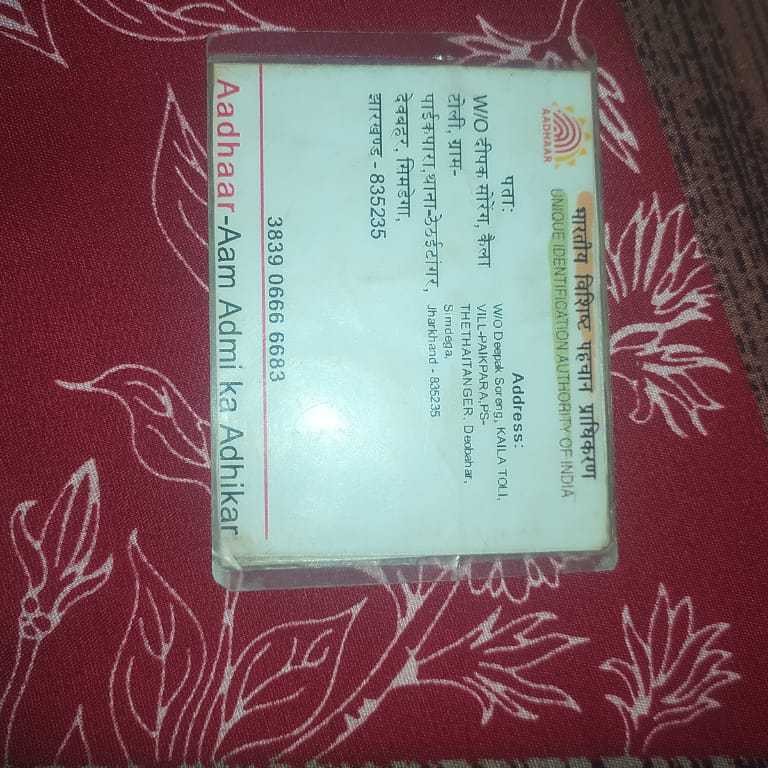 भारतीय विशिष्ट पहचान प्राधिकरण
UNIQUE IDENTIFICATION AUTHORITY OF INDIA
AADHAAR
पता:
W/O दीपक सोरेंग, कैला
टोली, ग्राम-
पाईकपारा,थाना-ठेठईटांगर,
देवबहर, सिमडेगा,
झारखण्ड - 835235
Address:
W/O Deepak Soreng, KAILA TOLI,
VILL-PAIKPARA,PS-
THETHAITANGER, Deobahar,
Simdega,
Jharkhand - 835235
3839 0666 6683
Aadhaar-Aam Admi ka Adhikar